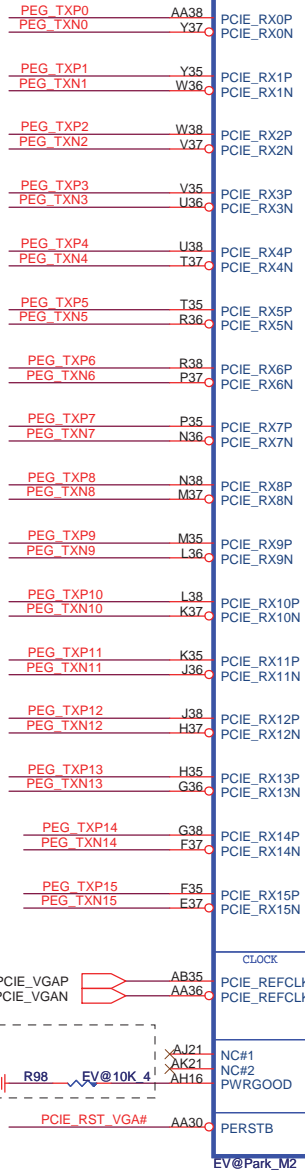 PEG_TXP0 AA38 PCIE_RX0P
PEG_TXN0 Y37 PCIE_RX0N
PEG_TXP1 Y35 PCIE_RX1P
PEG_TXN1 W36 PCIE_RX1N
PEG_TXP2 W38 PCIE_RX2P
PEG_TXN2 V37 PCIE_RX2N
PEG_TXP3 V35 PCIE_RX3P
PEG_TXN3 U36 PCIE_RX3N
PEG_TXP4 U38 PCIE_RX4P
PEG_TXN4 T37 PCIE_RX4N
PEG_TXP5 T35 PCIE_RX5P
PEG_TXN5 R36 PCIE_RX5N
PEG_TXP6 R38 PCIE_RX6P
PEG_TXN6 P37 PCIE_RX6N
PEG_TXP7 P35 PCIE_RX7P
PEG_TXN7 N36 PCIE_RX7N
PEG_TXP8 N38 PCIE_RX8P
PEG_TXN8 M37 PCIE_RX8N
PEG_TXP9 M35 PCIE_RX9P
PEG_TXN9 L36 PCIE_RX9N
PEG_TXP10 L38 PCIE_RX10P
PEG_TXN10 K37 PCIE_RX10N
PEG_TXP11 K35 PCIE_RX11P
PEG_TXN11 J36 PCIE_RX11N
PEG_TXP12 J38 PCIE_RX12P
PEG_TXN12 H37 PCIE_RX12N
PEG_TXP13 H35 PCIE_RX13P
PEG_TXN13 G36 PCIE_RX13N
PEG_TXP14 G38 PCIE_RX14P
PEG_TXN14 F37 PCIE_RX14N
PEG_TXP15 F35 PCIE_RX15P
PEG_TXN15 E37 PCIE_RX15N
CLOCK
PCIE_VGAP AB35 PCIE_REFCLK
PCIE_VGAN AA36 PCIE_REFCLK
AJ21 NC#1
AK21 NC#2
R98 EV@10K_4 AH16 PWRGOOD
PCIE_RST_VGA# AA30 PERSTB
EV@Park_M2